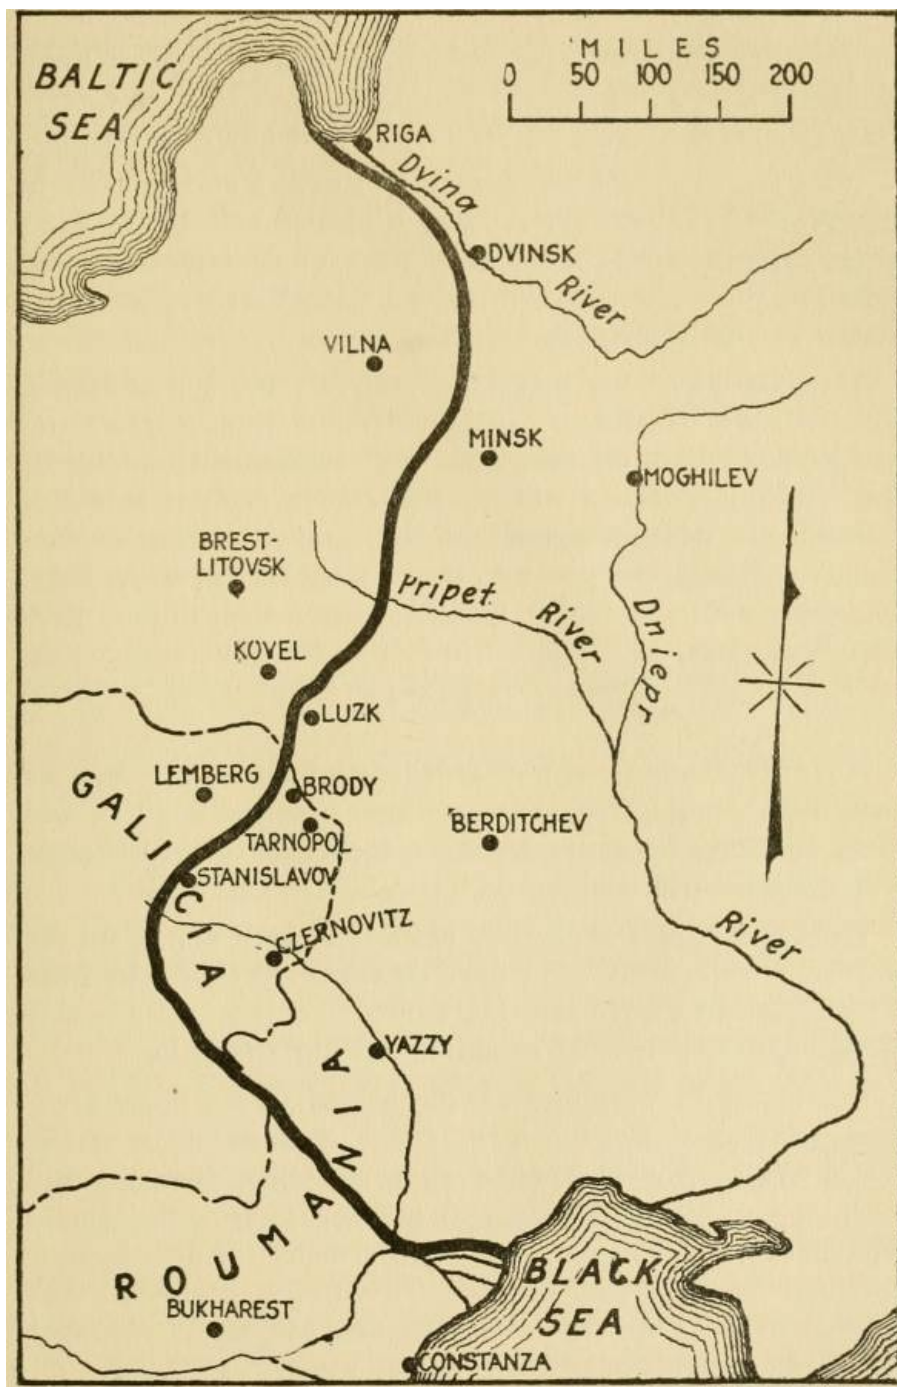 MILES
0 50 100 150 200
BALTIC
SEA
RIGA
Dvina
DVINSK
River
VILNA
MINSK
MOGHILEV
BREST-
LITOVSK
Pripet
River
Dniepr
KOVEL
LUZK
GALICIA
LEMBERG
BRODY
BERDITCHEV
TARNOPOL
STANISLAVOV
CZERNOVITZ
River
YAZZY
ROUMANIA
BLACK
SEA
BUKHAREST
CONSTANZA